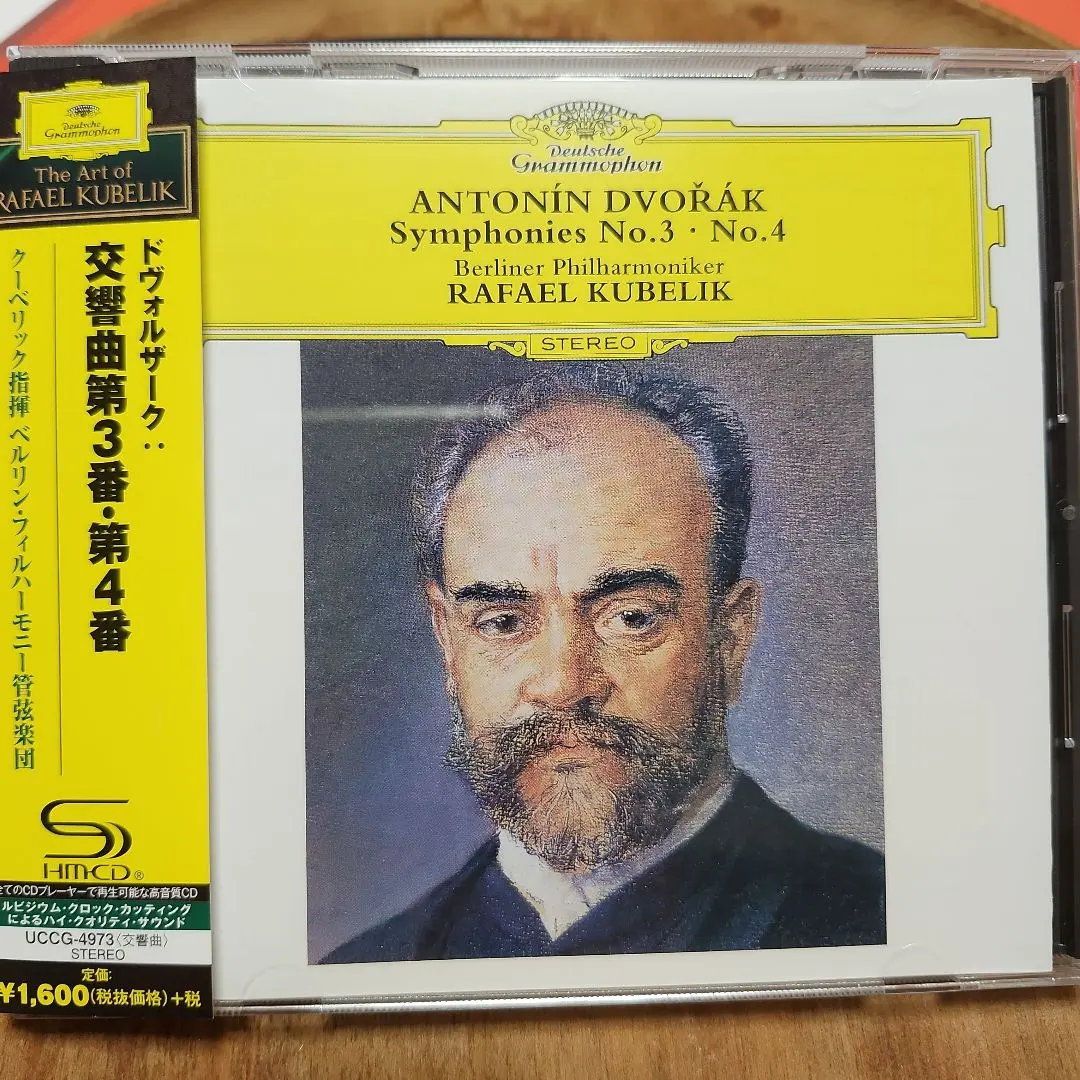 Deutsche
Grammophon
The Art of
RAFAEL KUBELIK
ドヴォルザーク:
交響曲第3番・第4番
クーベリック指揮 ベルリン・フィルハーモニー管弦楽団
SHM-CD®
全てのCDプレーヤーで再生可能な高音質CD
ルビジウム・クロック・カッティング
によるハイ・クオリティ・サウンド
UCCG-4973〈交響曲〉
STEREO
定価:
¥1,600(税抜価格)+税
Deutsche
Grammophon
ANTONÍN DVOŘÁK
Symphonies No.3 · No.4
Berliner Philharmoniker
RAFAEL KUBELIK
STEREO